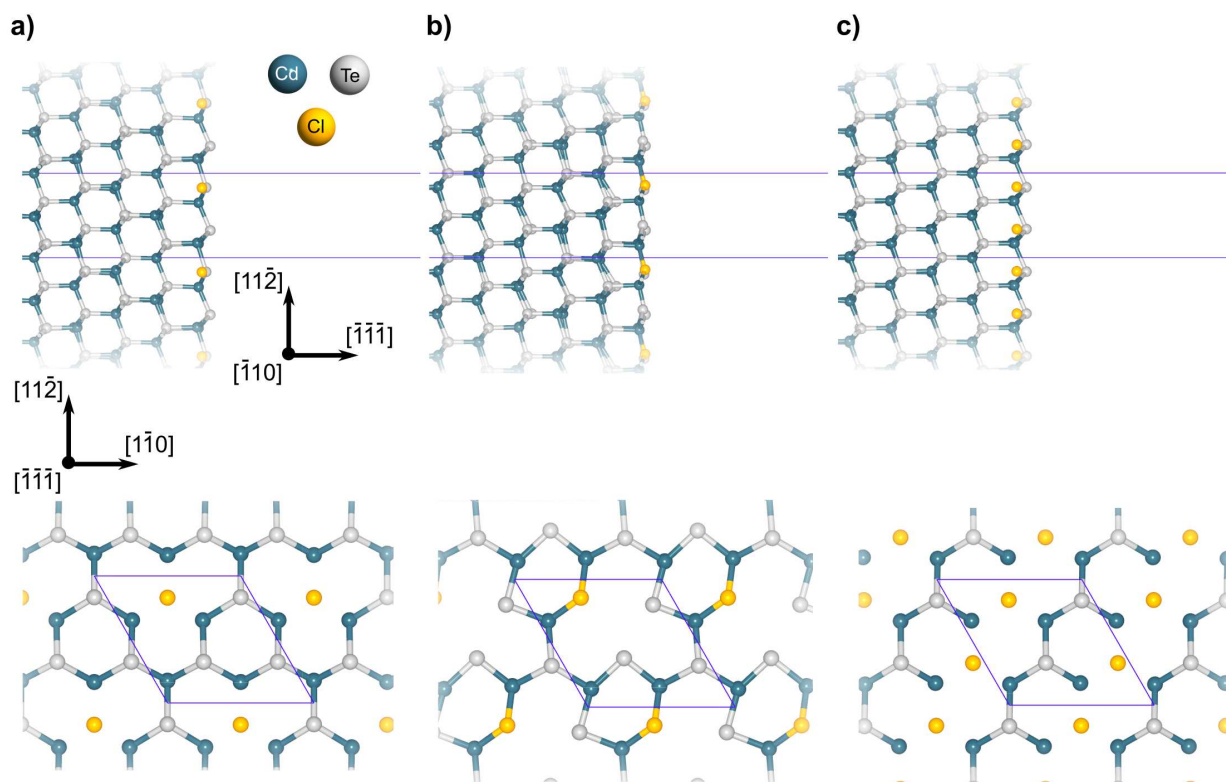 a)
b)
c)
Cd
Te
Cl
[112̅]
[1̅1̅1̅]
[1̅10]
[112̅]
[11̅0]
[1̅1̅1̅]